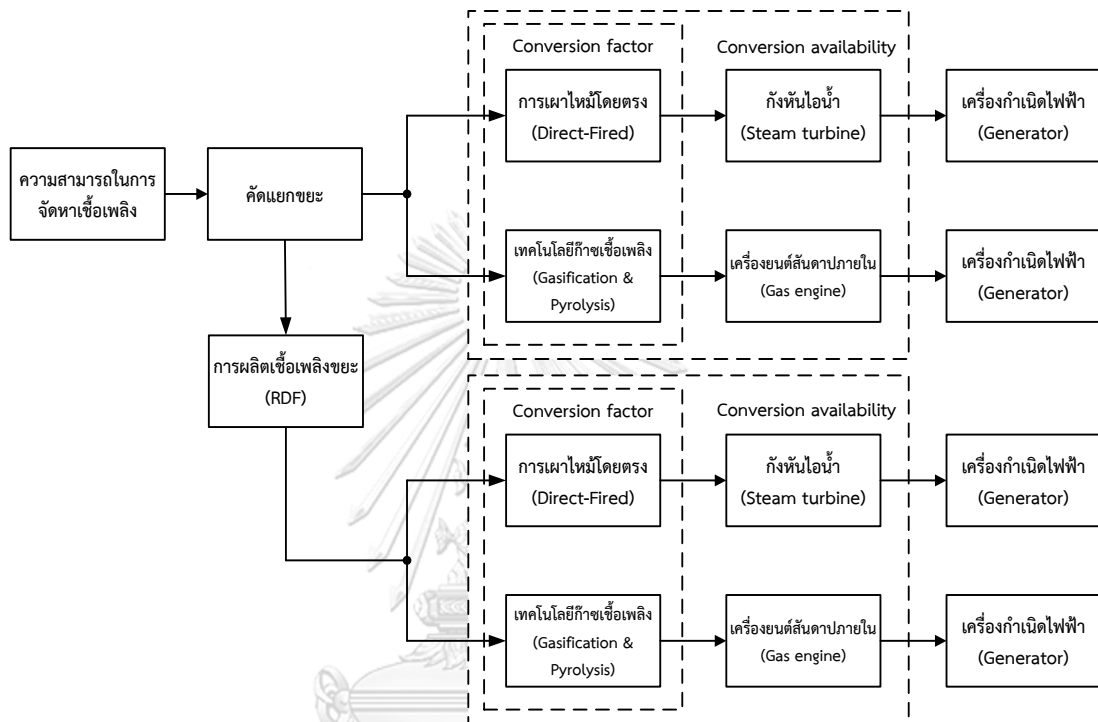 Conversion factor
Conversion availability
การเผาไหม้โดยตรง
(Direct-Fired)
กังหันไอน้ำ
(Steam turbine)
เครื่องกำเนิดไฟฟ้า
(Generator)
ความสามารถในการ
จัดหาเชื้อเพลิง
คัดแยกขยะ
เทคโนโลยีก๊าซเชื้อเพลิง
(Gasification &
Pyrolysis)
เครื่องยนต์สันดาปภายใน
(Gas engine)
เครื่องกำเนิดไฟฟ้า
(Generator)
การผลิตเชื้อเพลิงขยะ
(RDF)
Conversion factor
Conversion availability
การเผาไหม้โดยตรง
(Direct-Fired)
กังหันไอน้ำ
(Steam turbine)
เครื่องกำเนิดไฟฟ้า
(Generator)
เทคโนโลยีก๊าซเชื้อเพลิง
(Gasification &
Pyrolysis)
เครื่องยนต์สันดาปภายใน
(Gas engine)
เครื่องกำเนิดไฟฟ้า
(Generator)